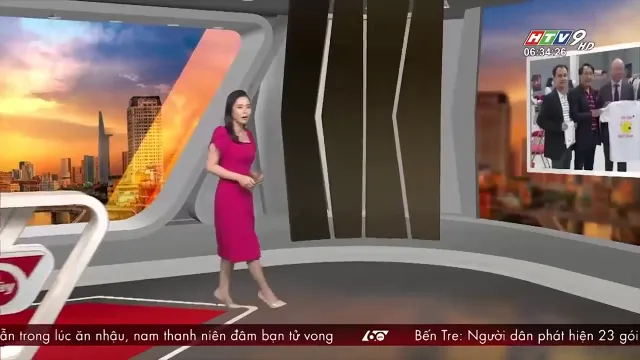 HTV9 HD
06:34:26
ẫn trong lúc ăn nhậu, nam thanh niên đâm bạn tử vong
Bến Tre: Người dân phát hiện 23 gói